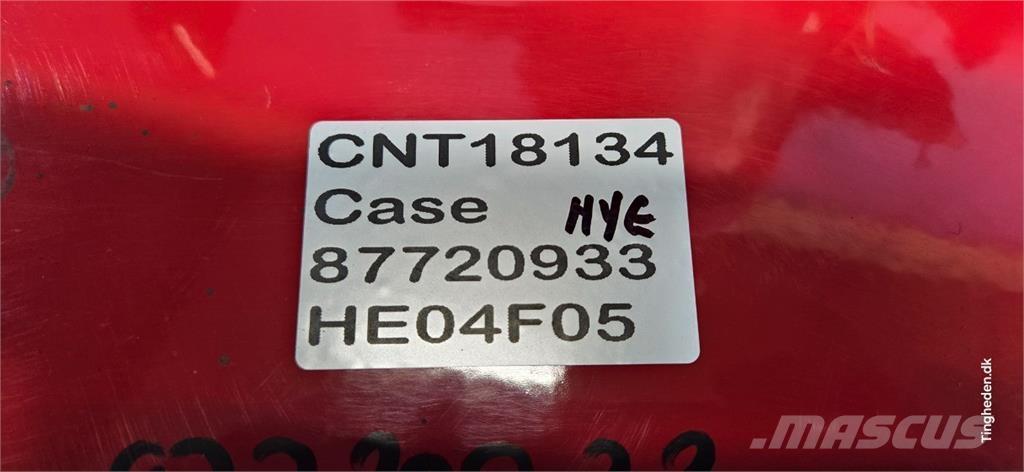 CNT18134
Case HYE
87720933
HE04F05
Tingheden.dk
MASCUS